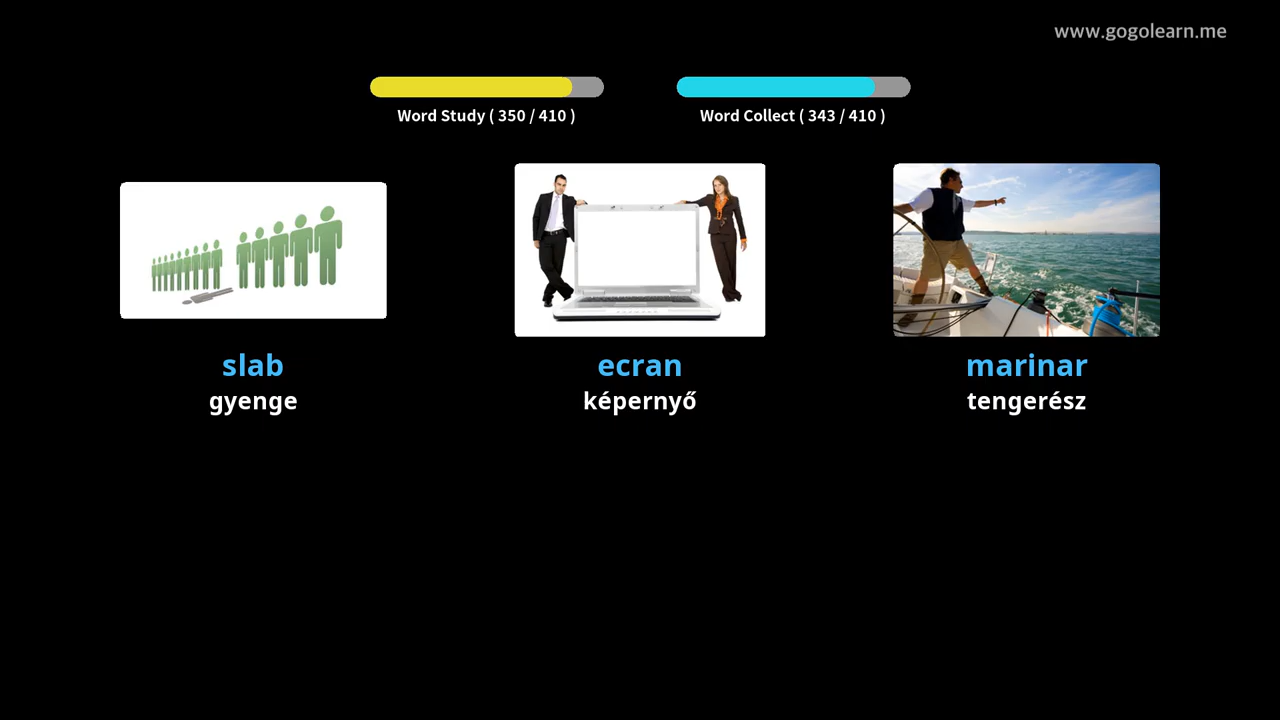 www.gogolearn.me
Word Study ( 350 / 410 )
Word Collect ( 343 / 410 )
slab
gyenge
ecran
képernyő
marinar
tengerész